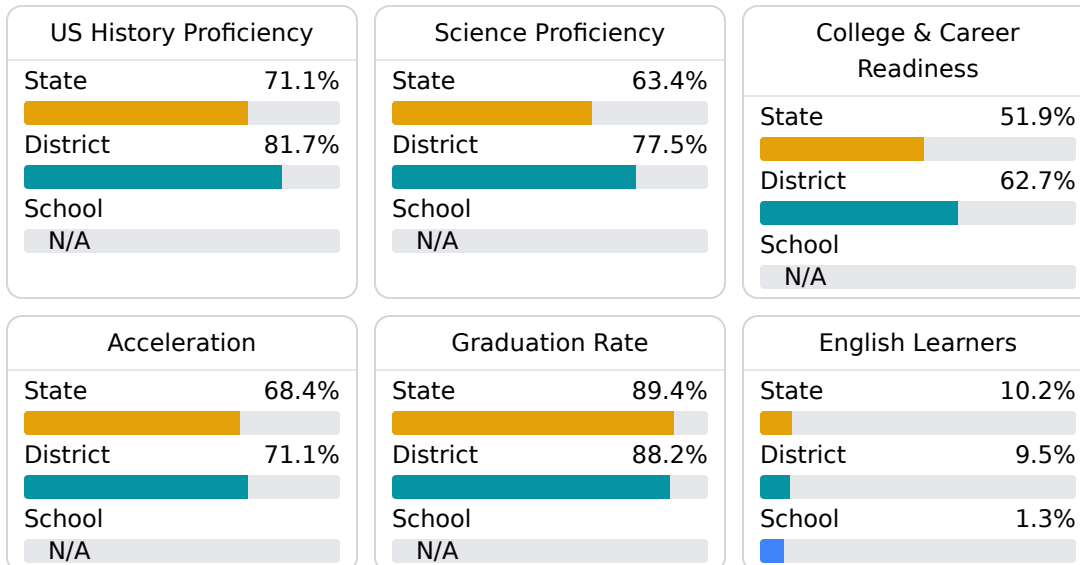 US History Proficiency
State 71.1%
District 81.7%
School
N/A
Science Proficiency
State 63.4%
District 77.5%
School
N/A
College & Career
Readiness
State 51.9%
District 62.7%
School
N/A
Acceleration
State 68.4%
District 71.1%
School
N/A
Graduation Rate
State 89.4%
District 88.2%
School
N/A
English Learners
State 10.2%
District 9.5%
School 1.3%